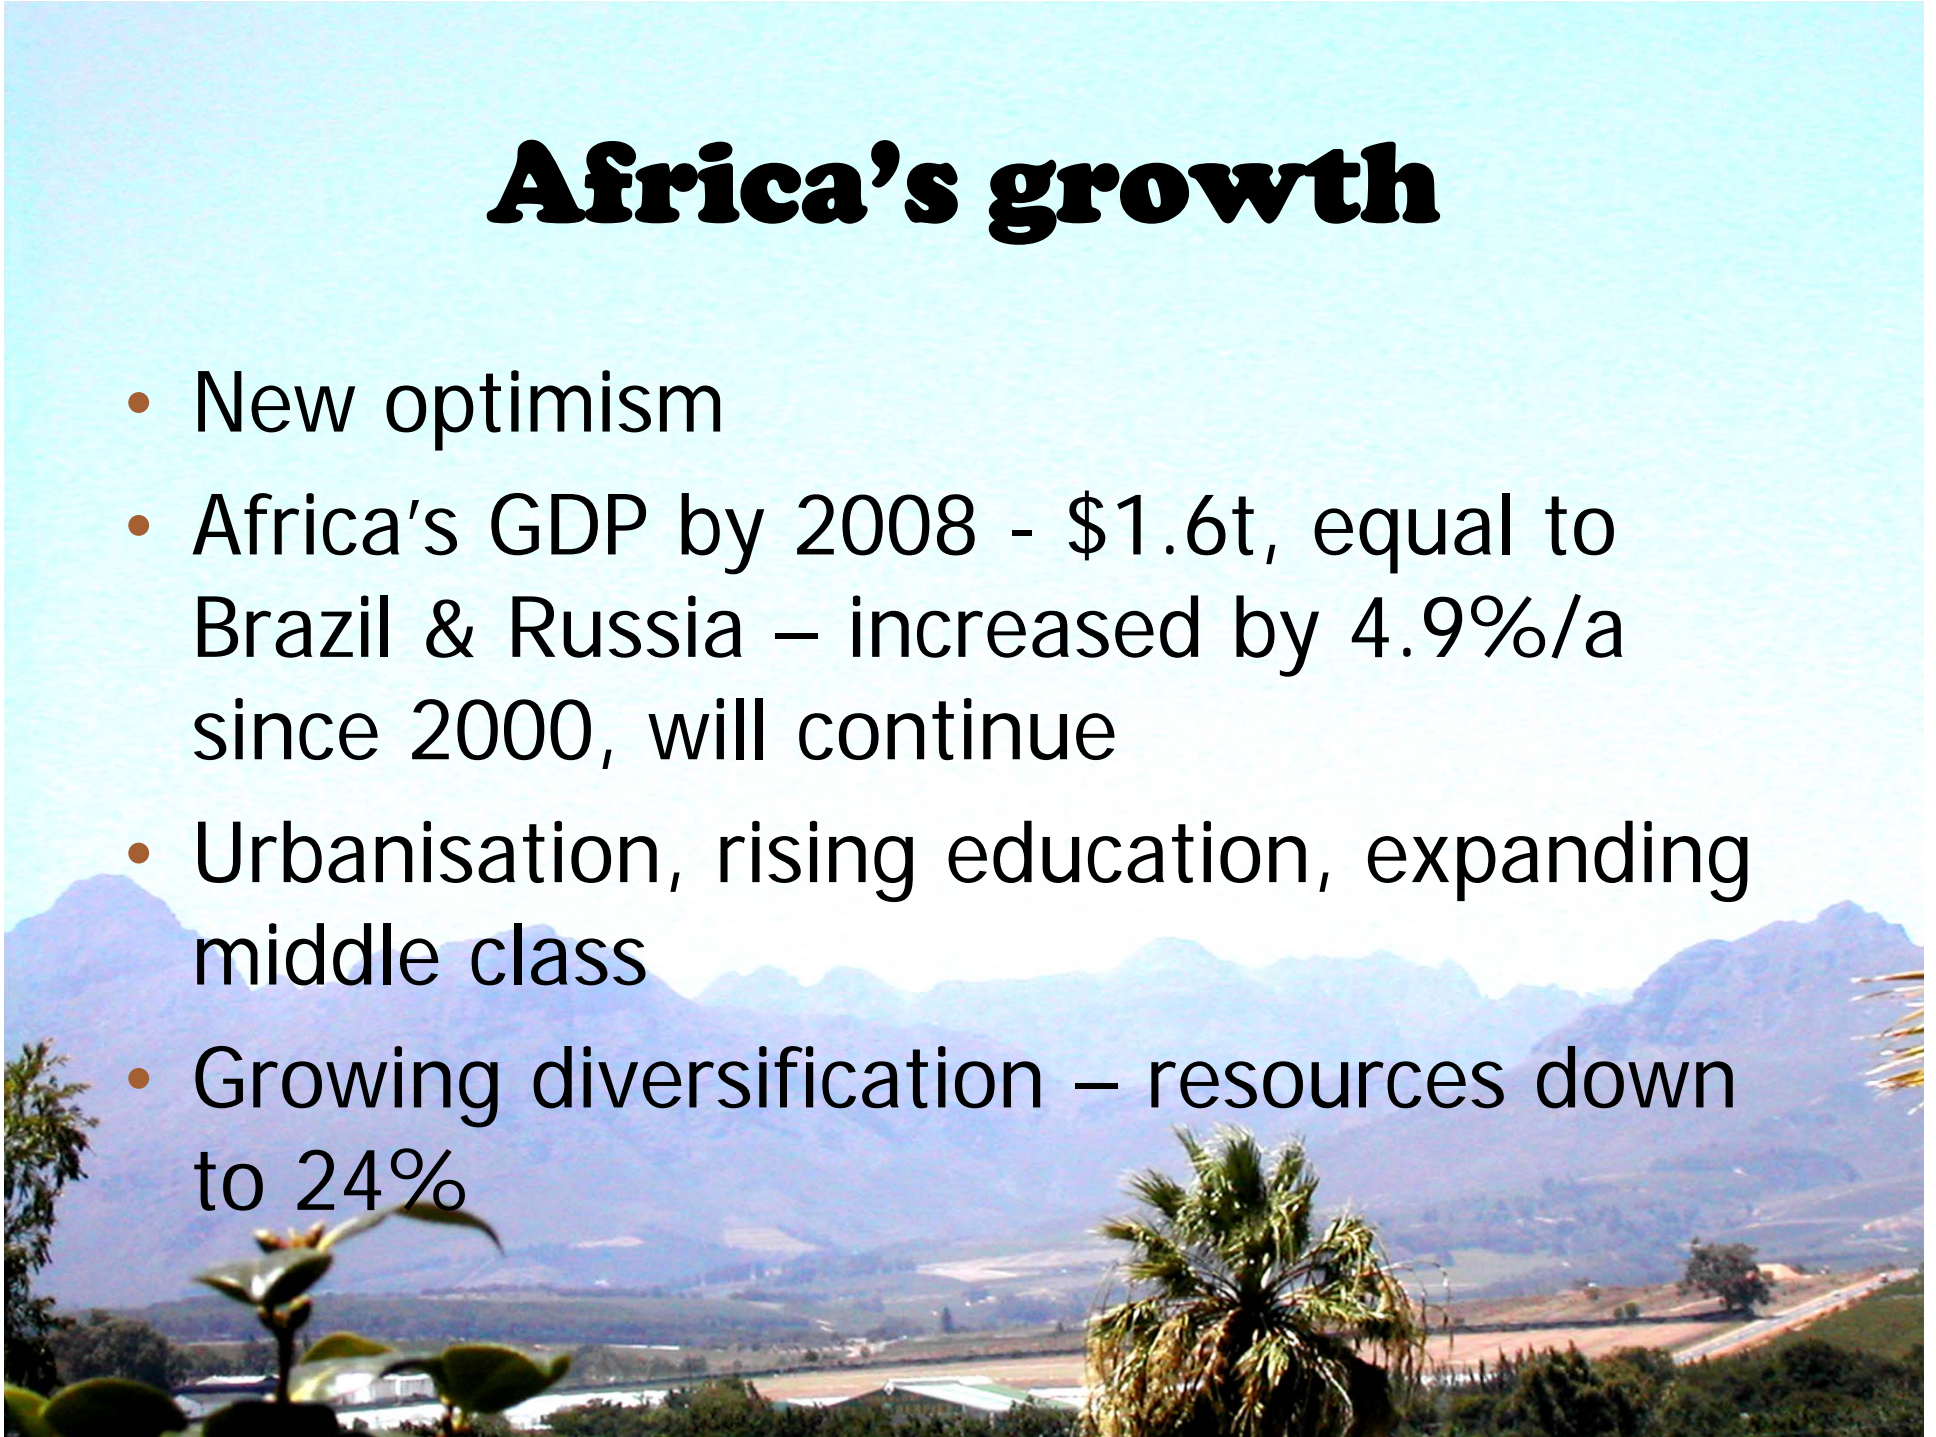 Africa’s growth
• New optimism
• Africa’s GDP by 2008 - $1.6t, equal to
Brazil & Russia – increased by 4.9%/a
since 2000, will continue
• Urbanisation, rising education, expanding
middle class
• Growing diversification – resources down
to 24%